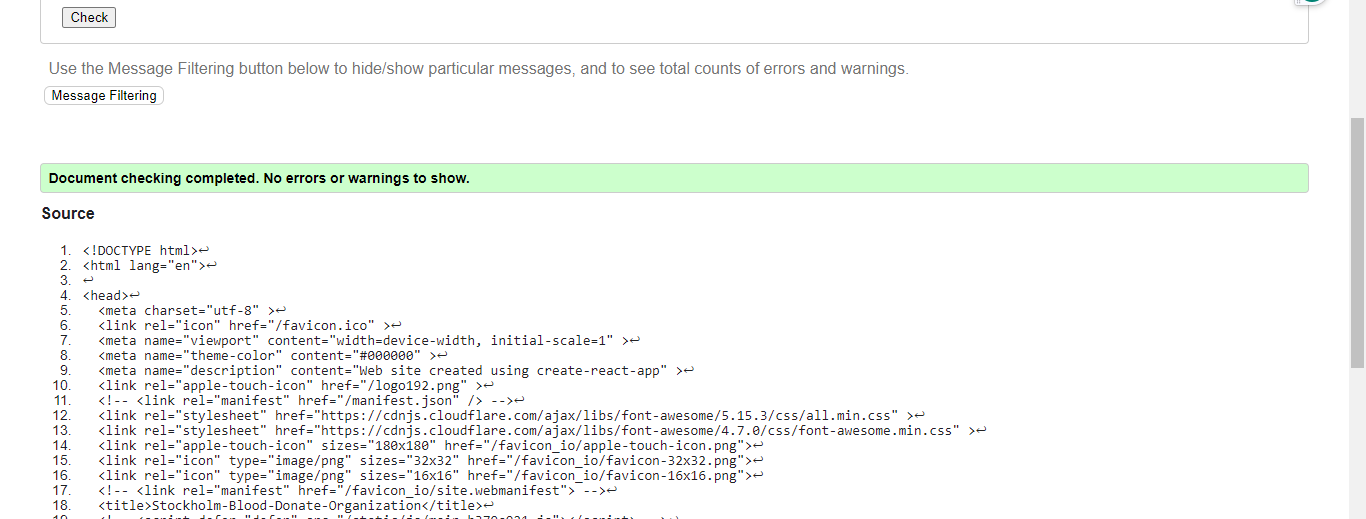 Check
Use the Message Filtering button below to hide/show particular messages, and to see total counts of errors and warnings.
Message Filtering
Document checking completed. No errors or warnings to show.
Source
1. <!DOCTYPE html>↩
2. <html lang="en">↩
3. ↩
4. <head>↩
5.   <meta charset="utf-8" >↩
6.   <link rel="icon" href="/favicon.ico" >↩
7.   <meta name="viewport" content="width=device-width, initial-scale=1" >↩
8.   <meta name="theme-color" content="#000000" >↩
9.   <meta name="description" content="Web site created using create-react-app" >↩
10.   <link rel="apple-touch-icon" href="/logo192.png" >↩
11.   <!-- <link rel="manifest" href="/manifest.json" /> -->↩
12.   <link rel="stylesheet" href="https://cdnjs.cloudflare.com/ajax/libs/font-awesome/5.15.3/css/all.min.css" >↩
13.   <link rel="stylesheet" href="https://cdnjs.cloudflare.com/ajax/libs/font-awesome/4.7.0/css/font-awesome.min.css" >↩
14.   <link rel="apple-touch-icon" sizes="180x180" href="/favicon_io/apple-touch-icon.png">↩
15.   <link rel="icon" type="image/png" sizes="32x32" href="/favicon_io/favicon-32x32.png">↩
16.   <link rel="icon" type="image/png" sizes="16x16" href="/favicon_io/favicon-16x16.png">↩
17.   <!-- <link rel="manifest" href="/favicon_io/site.webmanifest"> -->↩
18.   <title>Stockholm-Blood-Donate-Organization</title>↩